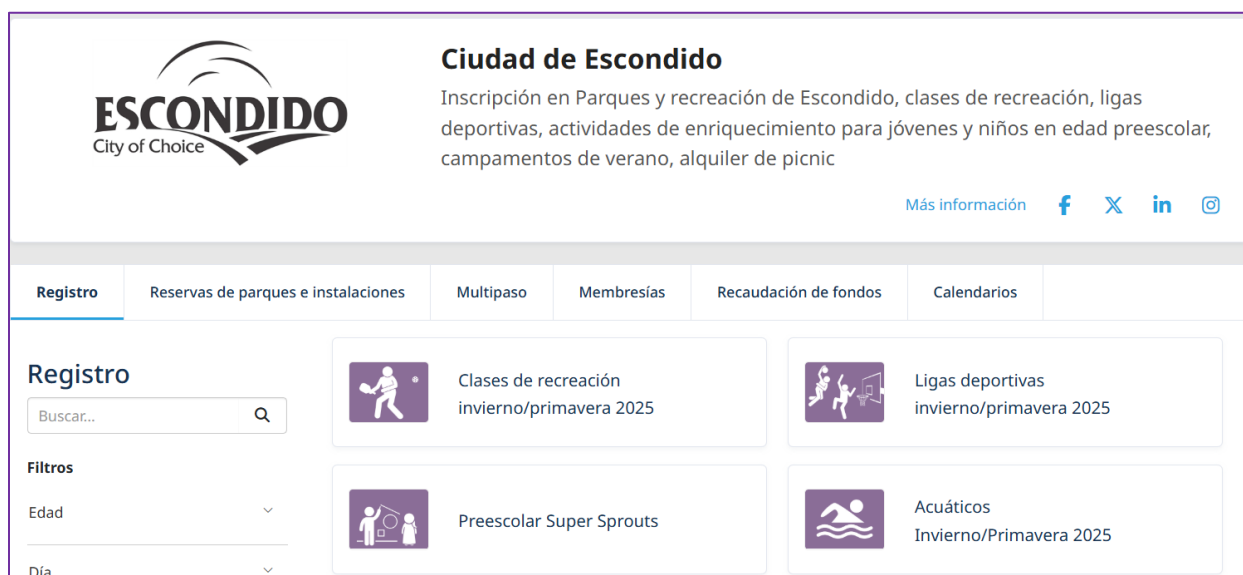 ESCONDIDO
City of Choice
Ciudad de Escondido
Inscripción en Parques y recreación de Escondido, clases de recreación, ligas
deportivas, actividades de enriquecimiento para jóvenes y niños en edad preescolar,
campamentos de verano, alquiler de picnic
Más información
Registro
Reservas de parques e instalaciones
Multipaso
Membresías
Recaudación de fondos
Calendarios
Registro
Buscar...
Filtros
Edad
Día
Clases de recreación
invierno/primavera 2025
Ligas deportivas
invierno/primavera 2025
Preescolar Super Sprouts
Acuáticos
Invierno/Primavera 2025